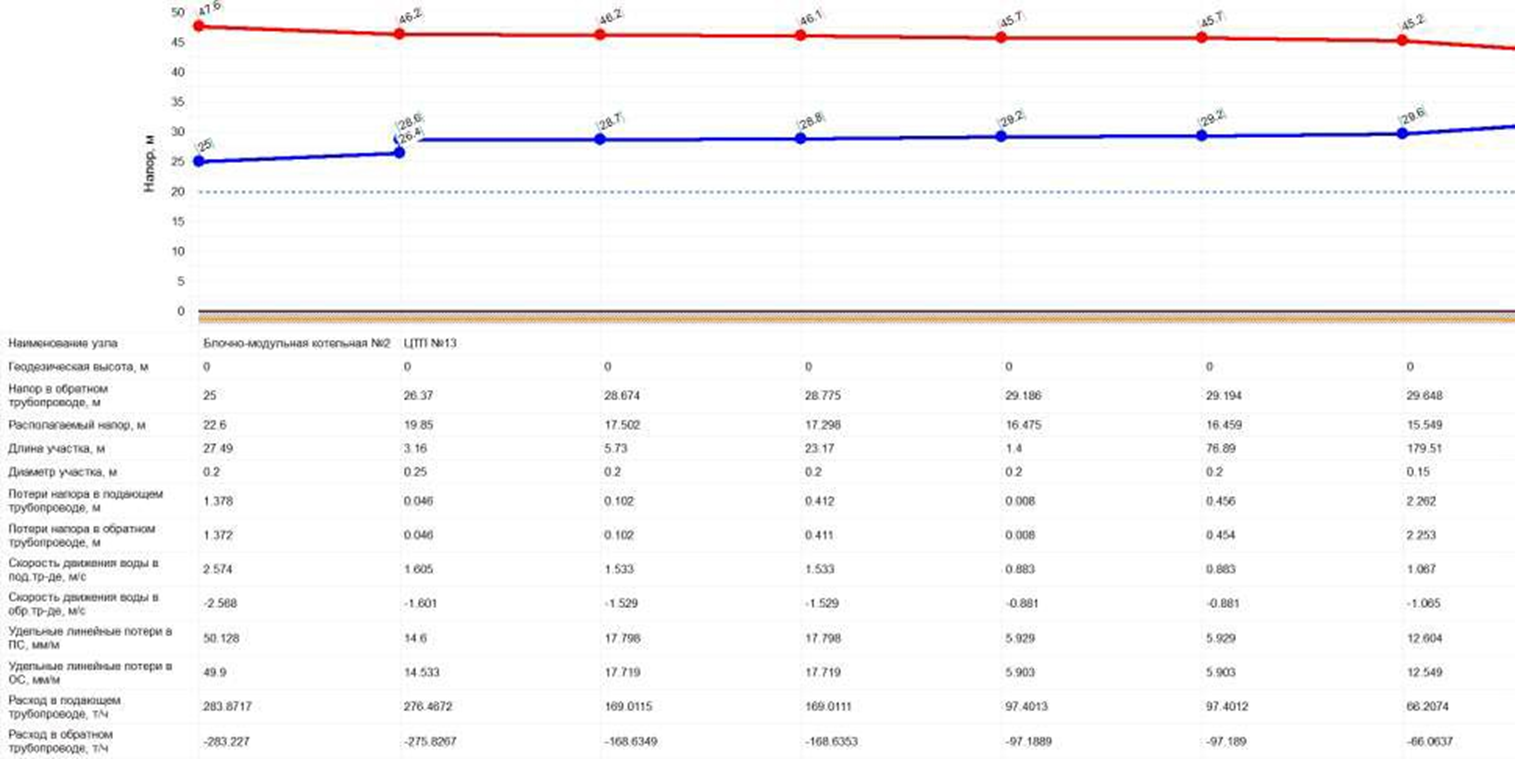 50
47.6
46.2
46.2
46.1
45.7
45.7
45.2
45
40
35
30
28.6
26.4
28.7
28.8
29.2
29.2
29.6
25
25
20
15
10
5
0
Напор, м
Наименование узла Блочно-модульная котельная №2 ЦТП №13
Геодезическая высота, м 0 0 0 0 0 0 0
Напор в обратном
трубопроводе, м 25 26.37 28.674 28.775 29.186 29.194 29.648
Располагаемый напор, м 22.6 19.85 17.502 17.298 16.475 16.459 15.549
Длина участка, м 27.49 3.16 5.73 23.17 1.4 76.89 179.51
Диаметр участка, м 0.2 0.25 0.2 0.2 0.2 0.2 0.15
Потери напора в подающем
трубопроводе, м 1.378 0.046 0.102 0.412 0.008 0.456 2.262
Потери напора в обратном
трубопроводе, м 1.372 0.046 0.102 0.411 0.008 0.454 2.253
Скорость движения воды в
под.тр-де, м/с 2.574 1.605 1.533 1.533 0.883 0.883 1.067
Скорость движения воды в
обр.тр-де, м/с -2.568 -1.601 -1.529 -1.529 -0.881 -0.881 -1.065
Удельные линейные потери в
ПС, мм/м 50.128 14.6 17.798 17.798 5.929 5.929 12.604
Удельные линейные потери в
ОС, мм/м 49.9 14.533 17.719 17.719 5.903 5.903 12.549
Расход в подающем
трубопроводе, т/ч 283.8717 276.4672 169.0115 169.0111 97.4013 97.4012 66.2074
Расход в обратном
трубопроводе, т/ч -283.227 -275.8267 -168.6349 -168.6353 -97.1889 -97.189 -66.0637